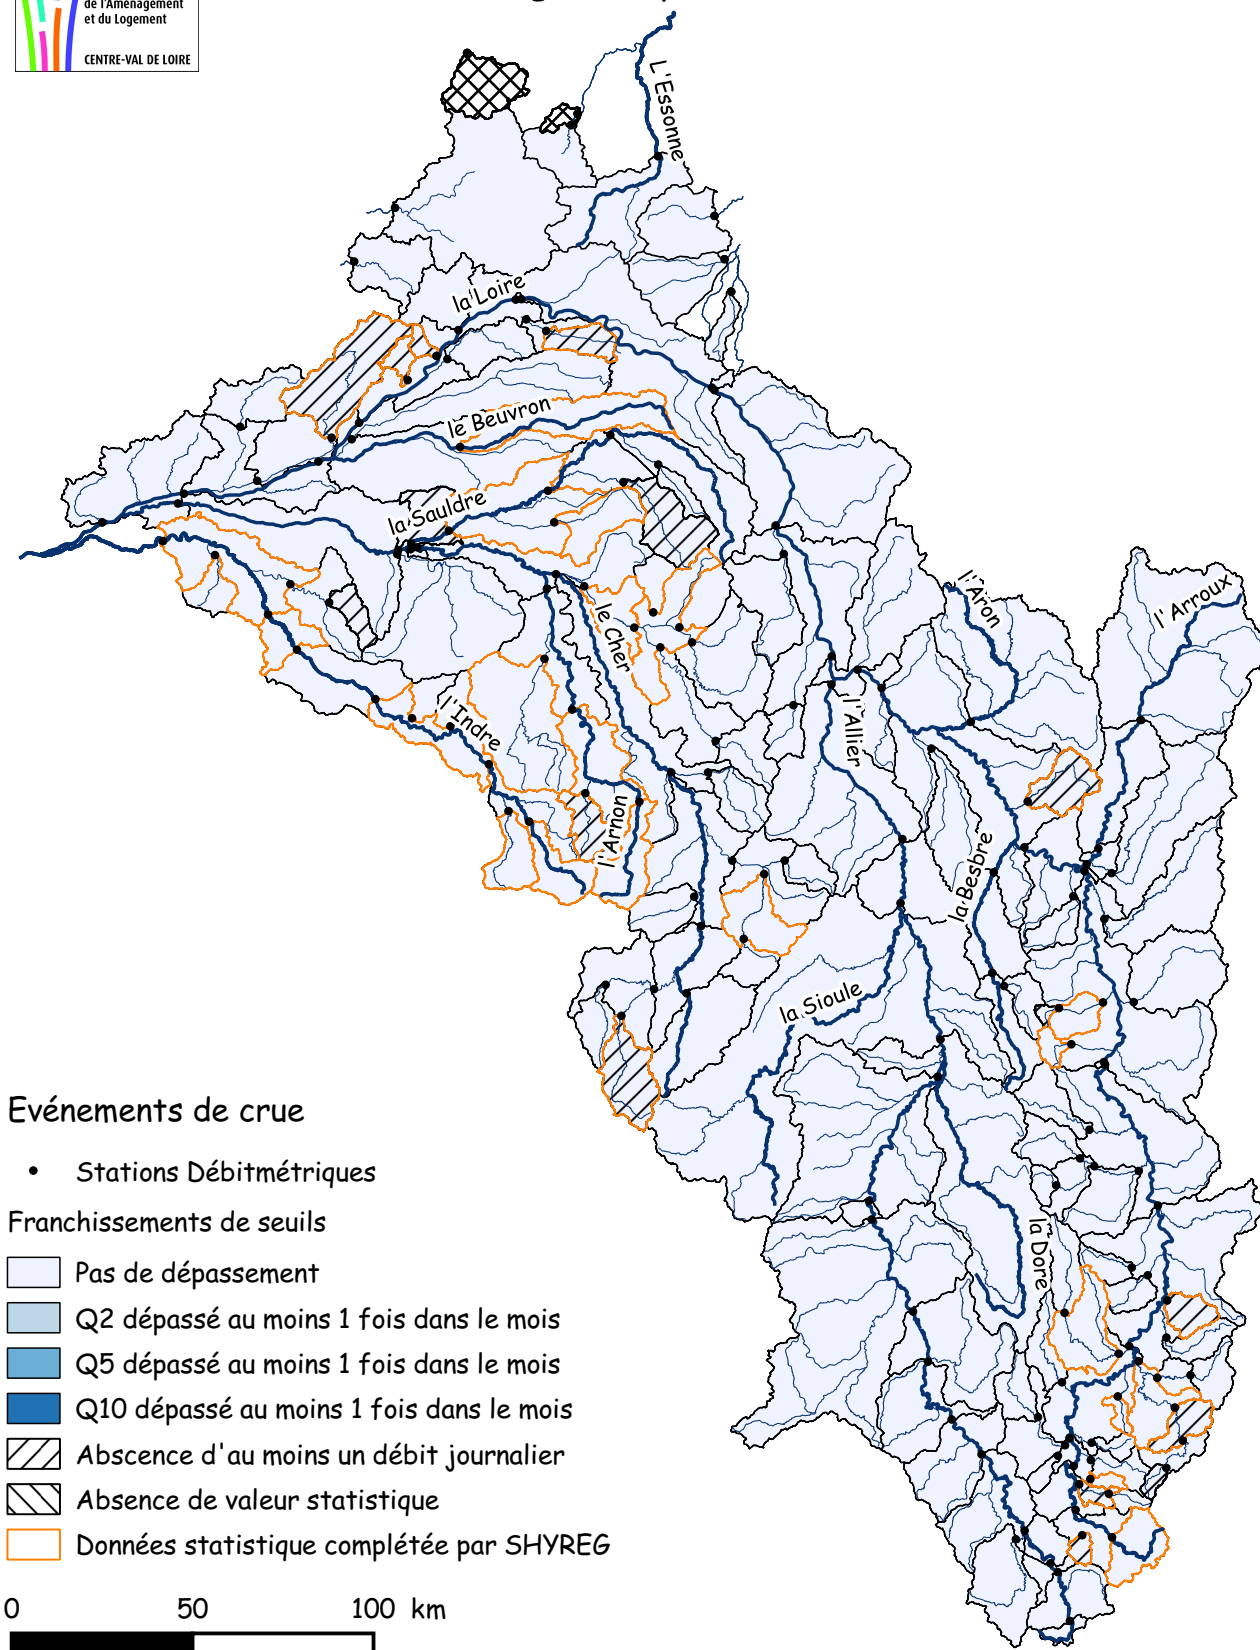 de l'Aménagement
et du Logement
CENTRE-VAL DE LOIRE
L'Essonne
la Loire
le Beuvron
la Sauldre
le Cher
l'Aron
l' Arroux
l'Indre
l'Allier
l'Arnon
la Besbre
la Sioule
la Dore
Evénements de crue
Stations Débitmétriques
Franchissements de seuils
Pas de dépassement
Q2 dépassé au moins 1 fois dans le mois
Q5 dépassé au moins 1 fois dans le mois
Q10 dépassé au moins 1 fois dans le mois
Abscence d'au moins un débit journalier
Absence de valeur statistique
Données statistique complétée par SHYREG
0 50 100 km